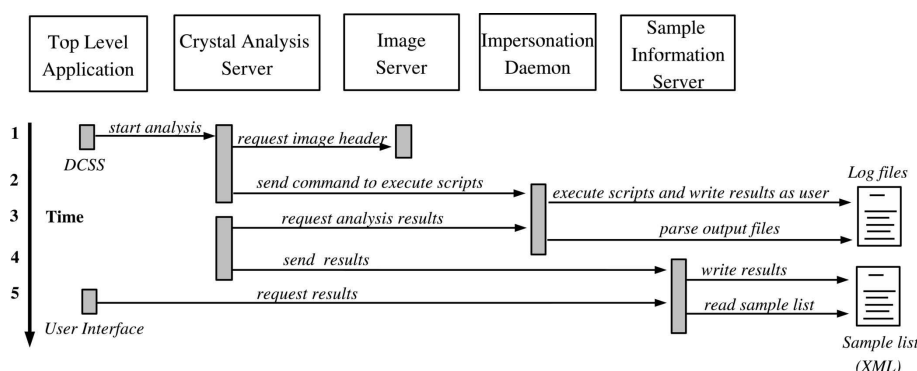 Top Level
Application
Crystal Analysis
Server
Image
Server
Impersonation
Daemon
Sample
Information
Server
1
start analysis
request image header
DCSS
2
send command to execute scripts
execute scripts and write results as user
Log files
3
Time
request analysis results
parse output files
4
send results
write results
5
request results
read sample list
User Interface
Sample list
(XML)